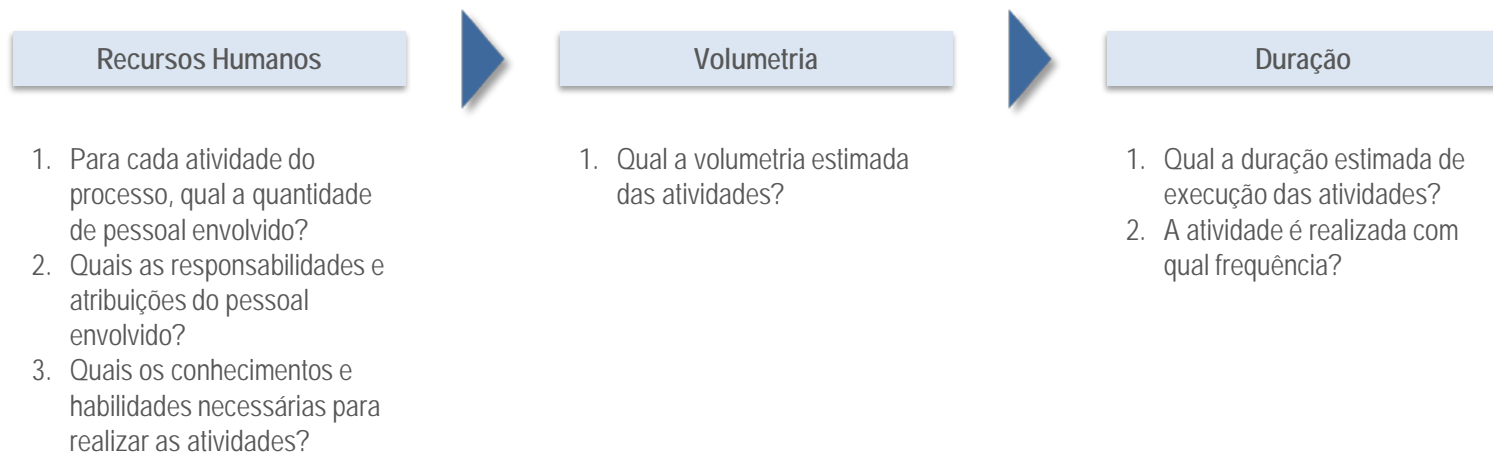 Recursos Humanos
1. Para cada atividade do
processo, qual a quantidade
de pessoal envolvido?
2. Quais as responsabilidades e
atribuições do pessoal
envolvido?
3. Quais os conhecimentos e
habilidades necessárias para
realizar as atividades?
Volumetria
1. Qual a volumetria estimada
das atividades?
Duração
1. Qual a duração estimada de
execução das atividades?
2. A atividade é realizada com
qual frequência?